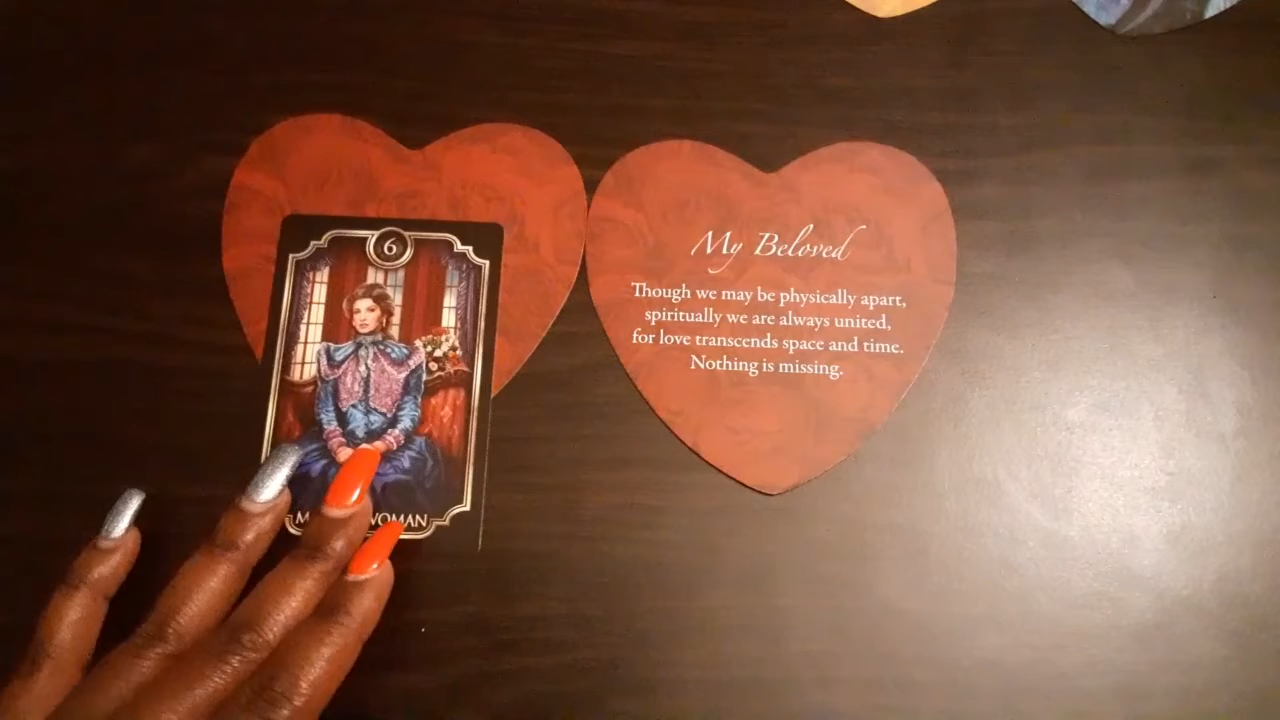 6
WOMAN
My Beloved
Though we may be physically apart,
spiritually we are always united,
for love transcends space and time.
Nothing is missing.